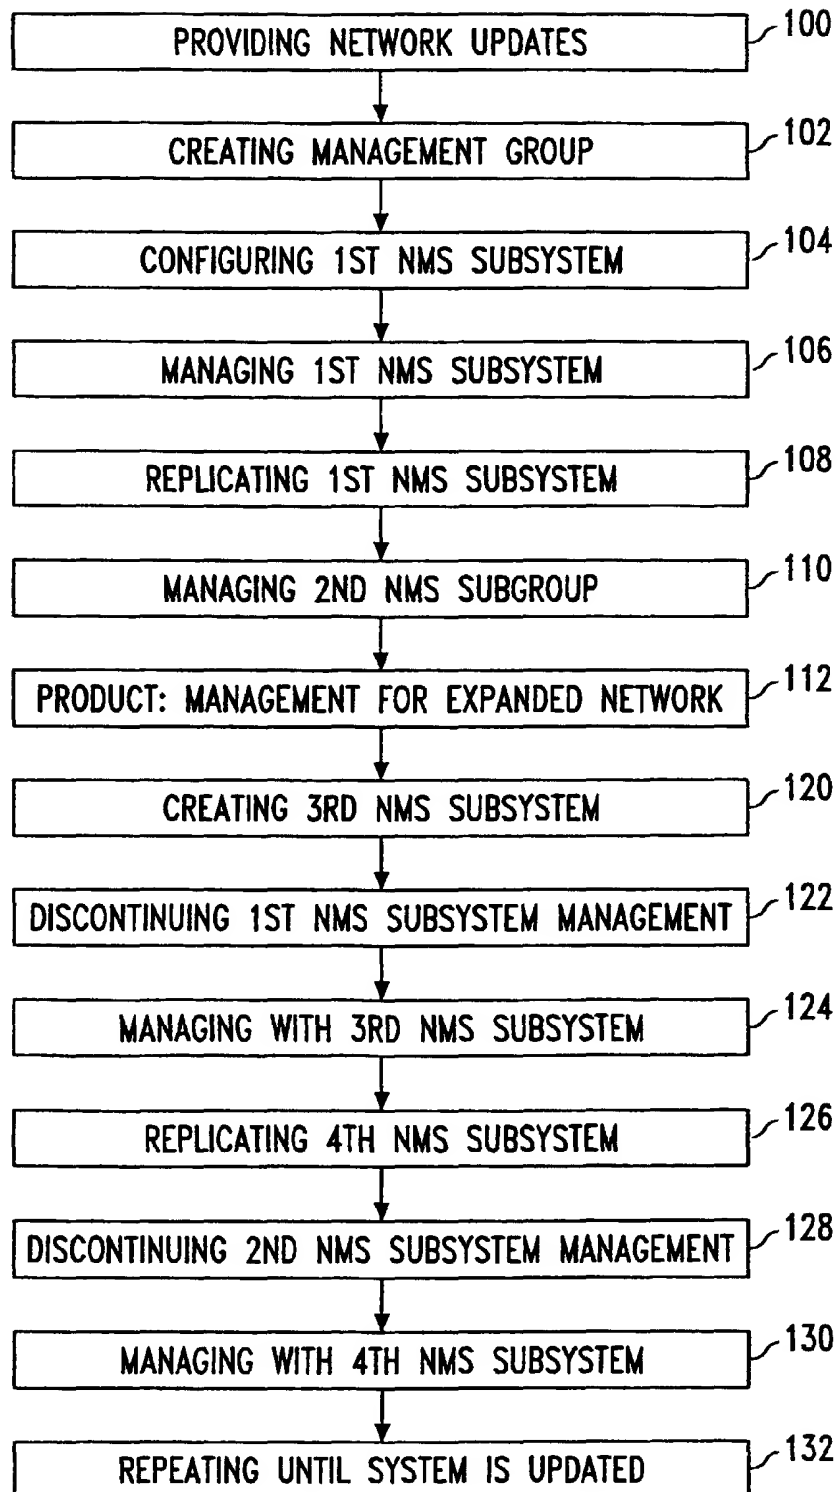 PROVIDING NETWORK UPDATES 100
CREATING MANAGEMENT GROUP 102
CONFIGURING 1ST NMS SUBSYSTEM 104
MANAGING 1ST NMS SUBSYSTEM 106
REPLICATING 1ST NMS SUBSYSTEM 108
MANAGING 2ND NMS SUBGROUP 110
PRODUCT: MANAGEMENT FOR EXPANDED NETWORK 112
CREATING 3RD NMS SUBSYSTEM 120
DISCONTINUING 1ST NMS SUBSYSTEM MANAGEMENT 122
MANAGING WITH 3RD NMS SUBSYSTEM 124
REPLICATING 4TH NMS SUBSYSTEM 126
DISCONTINUING 2ND NMS SUBSYSTEM MANAGEMENT 128
MANAGING WITH 4TH NMS SUBSYSTEM 130
REPEATING UNTIL SYSTEM IS UPDATED 132